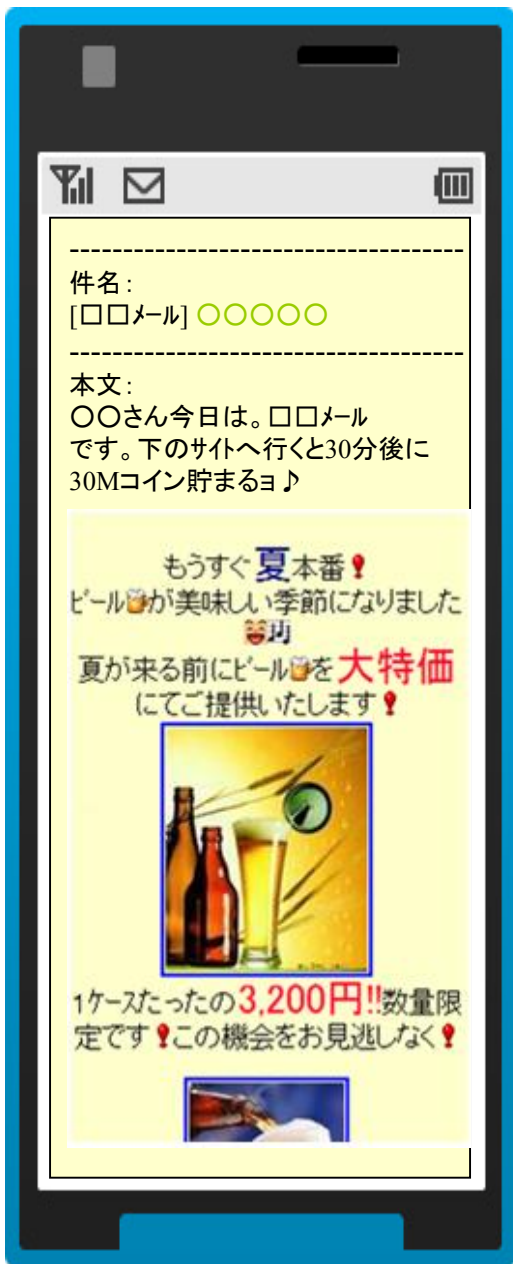 ------------------------------------
件名:
[□□メール] 〇〇〇〇〇
------------------------------------
本文:
〇〇さん今日は。□□メール
です。下のサイトへ行くと30分後に
30Mコイン貯まるョ♪
もうすぐ夏本番❢
ビール🍺が美味しい季節になりました
夏が来る前にビール🍺を大特価
にてご提供いたします❢
1ケースたったの3,200円!!数量限
定です❢この機会をお見逃しなく❢